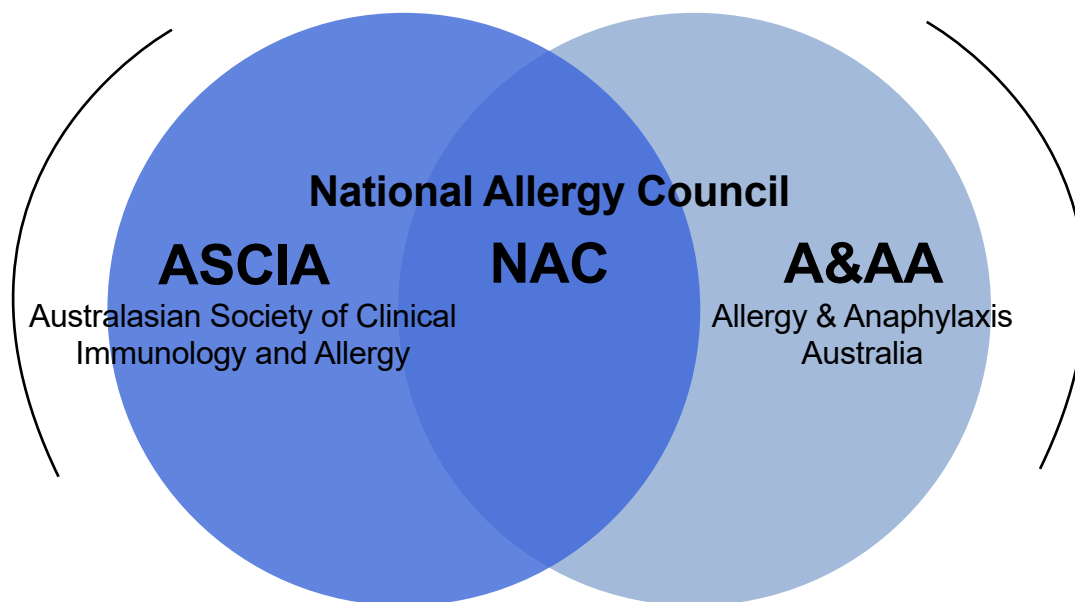 National Allergy Council
ASCIA
NAC
A&AA
Australasian Society of Clinical
Immunology and Allergy
Allergy & Anaphylaxis
Australia